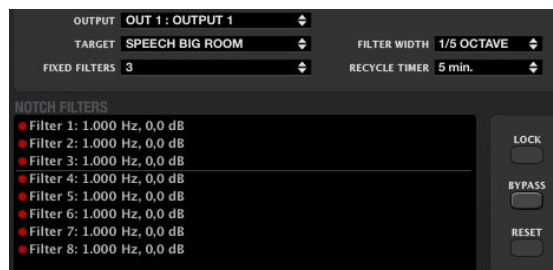 OUTPUT OUT 1 : OUTPUT 1
TARGET SPEECH BIG ROOM FILTER WIDTH 1/5 OCTAVE
FIXED FILTERS 3 RECYCLE TIMER 5 min.
NOTCH FILTERS
Filter 1: 1.000 Hz, 0,0 dB
Filter 2: 1.000 Hz, 0,0 dB
Filter 3: 1.000 Hz, 0,0 dB
Filter 4: 1.000 Hz, 0,0 dB
Filter 5: 1.000 Hz, 0,0 dB
Filter 6: 1.000 Hz, 0,0 dB
Filter 7: 1.000 Hz, 0,0 dB
Filter 8: 1.000 Hz, 0,0 dB
LOCK
BYPASS
RESET